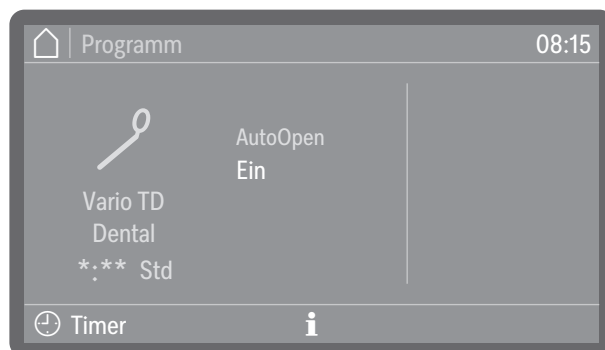 Programm 08:15
AutoOpen
Ein
Vario TD
Dental
*:** Std
Timer i